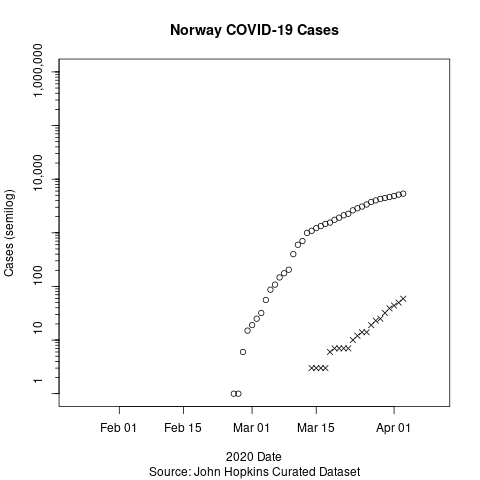 Norway COVID-19 Cases
Cases (semilog)
1,000,000
10,000
100
10
1
Feb 01
Feb 15
Mar 01
Mar 15
Apr 01
2020 Date
Source: John Hopkins Curated Dataset